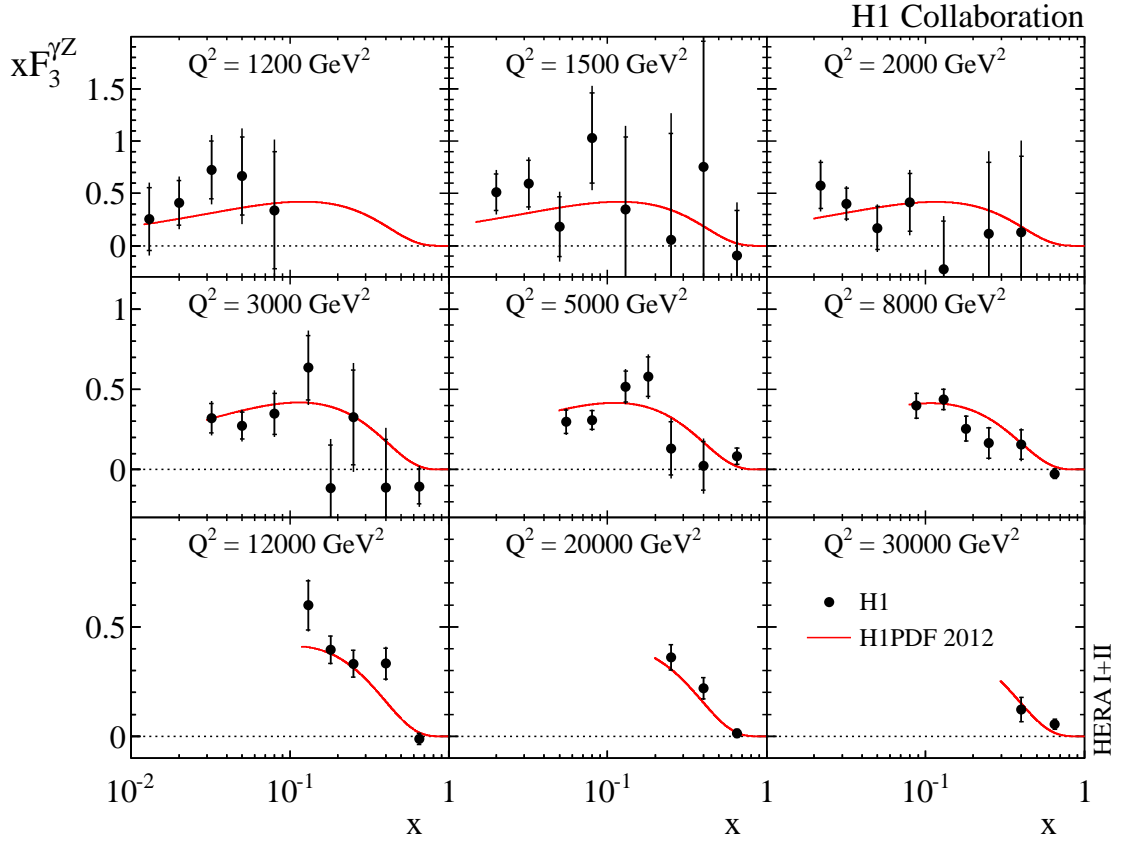 H1 Collaboration
xF₃^γZ
Q² = 1200 GeV²
Q² = 1500 GeV²
Q² = 2000 GeV²
1.5
1
0.5
0
Q² = 3000 GeV²
Q² = 5000 GeV²
Q² = 8000 GeV²
1
0.5
0
Q² = 12000 GeV²
Q² = 20000 GeV²
Q² = 30000 GeV²
H1
H1PDF 2012
0.5
0
HERA I+II
10⁻² 10⁻¹ 1 10⁻¹ 1 10⁻¹ 1
x x x